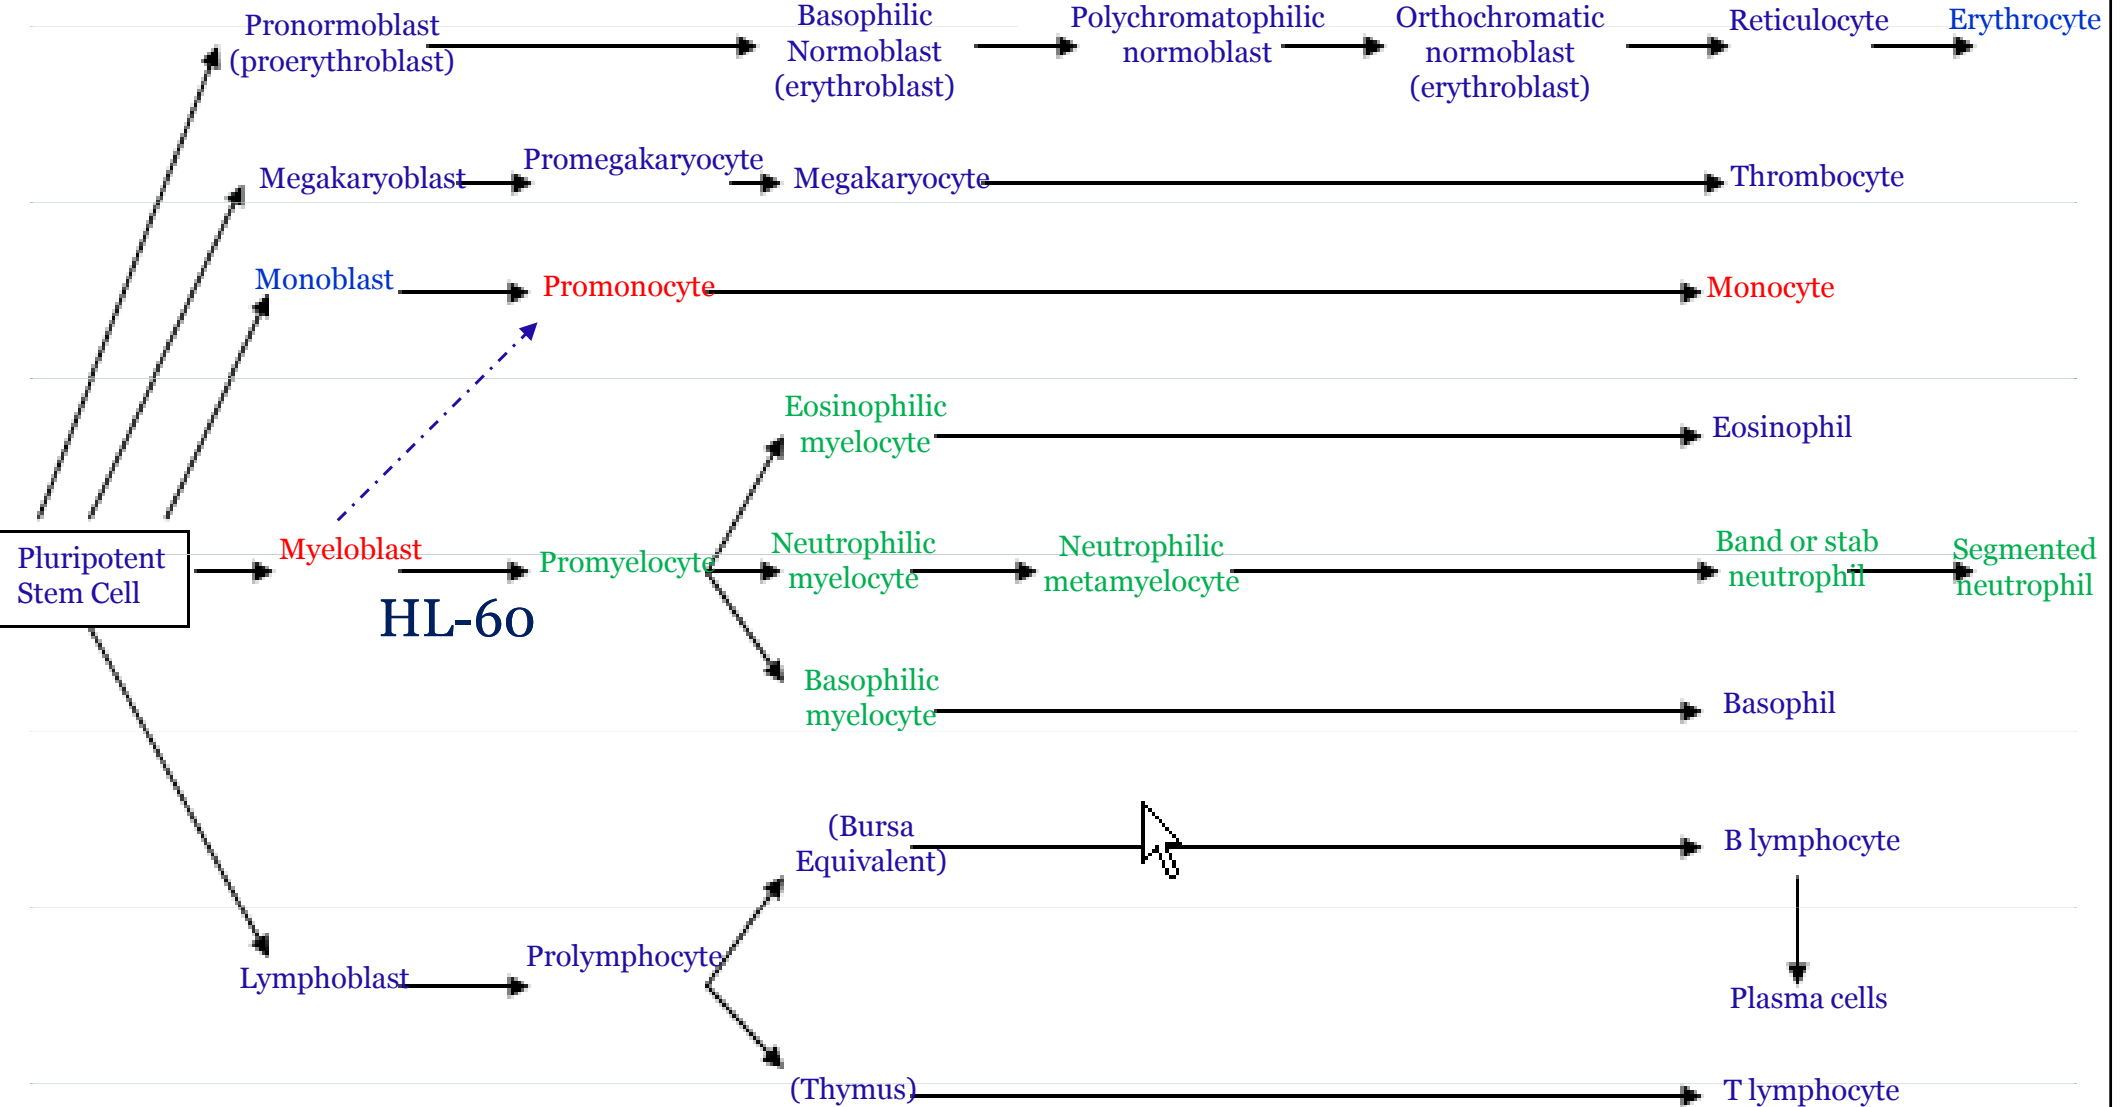 Pronormoblast
(proerythroblast)
Basophilic
Normoblast
(erythroblast)
Polychromatophilic
normoblast
Orthochromatic
normoblast
(erythroblast)
Reticulocyte
Erythrocyte
Megakaryoblast
Promegakaryocyte
Megakaryocyte
Thrombocyte
Monoblast
Promonocyte
Monocyte
Eosinophilic
myelocyte
Eosinophil
Pluripotent
Stem Cell
Myeloblast
HL-60
Promyelocyte
Neutrophilic
myelocyte
Neutrophilic
metamyelocyte
Band or stab
neutrophil
Segmented
neutrophil
Basophilic
myelocyte
Basophil
(Bursa
Equivalent)
B lymphocyte
Lymphoblast
Prolymphocyte
Plasma cells
(Thymus)
T lymphocyte